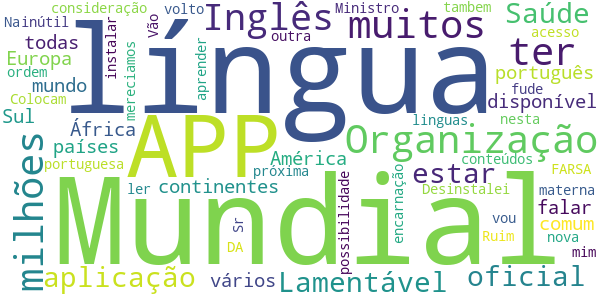 consideração volto Ministro tambem
Nainútil Inglês muitos Saúde
todas instalar Vão outra acesso
Europa língua ter
ordem mundo mereciamos aprender português
Colocam disponível
Sul APP fude nesta
África Organização linguas
países América conteúdos FARSA
portuguesa próxima estar
milhões ler continentes encarnação Desinstalei materna
Mundial possibilidade falar
Sr vou comum
DA Ruim nova
aplicação vários Lamentável oficial mim